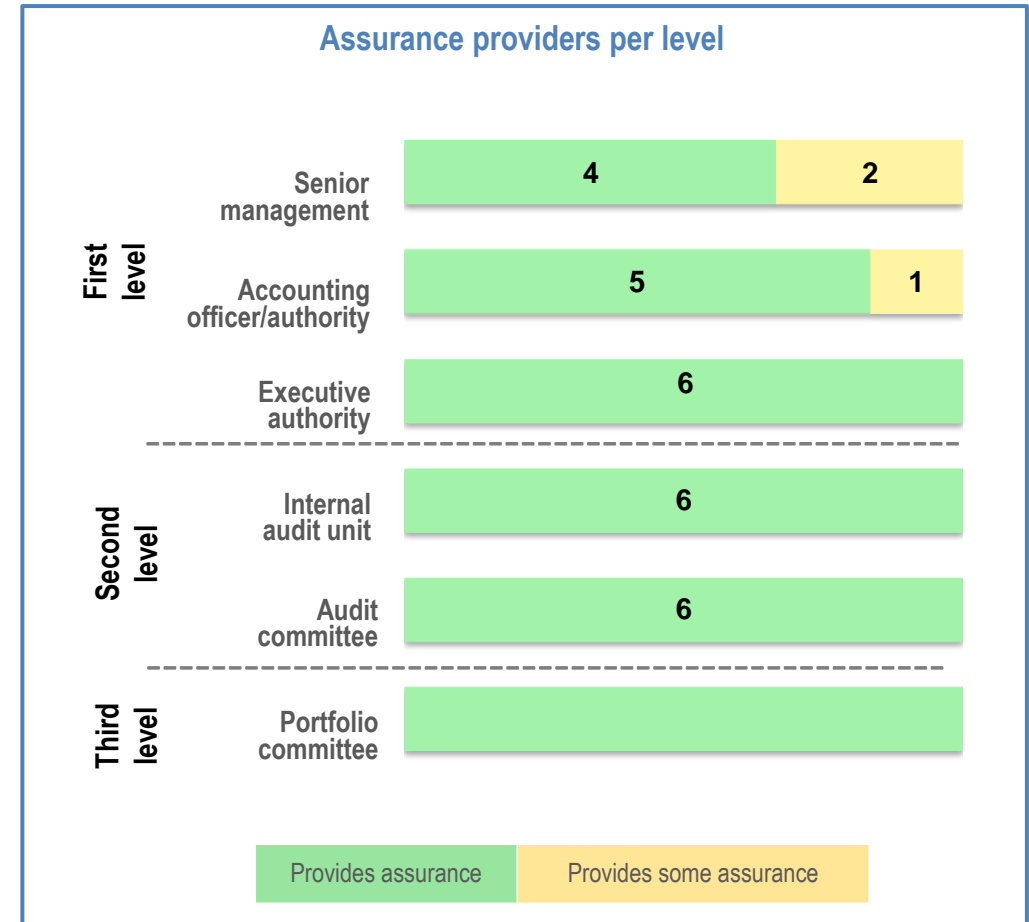 Assurance providers per level
First
level
Senior
management
4 2
Accounting
officer/authority
5 1
Executive
authority
6
Second
level
Internal
audit unit
6
Audit
committee
6
Third
level
Portfolio
committee
Provides assurance Provides some assurance